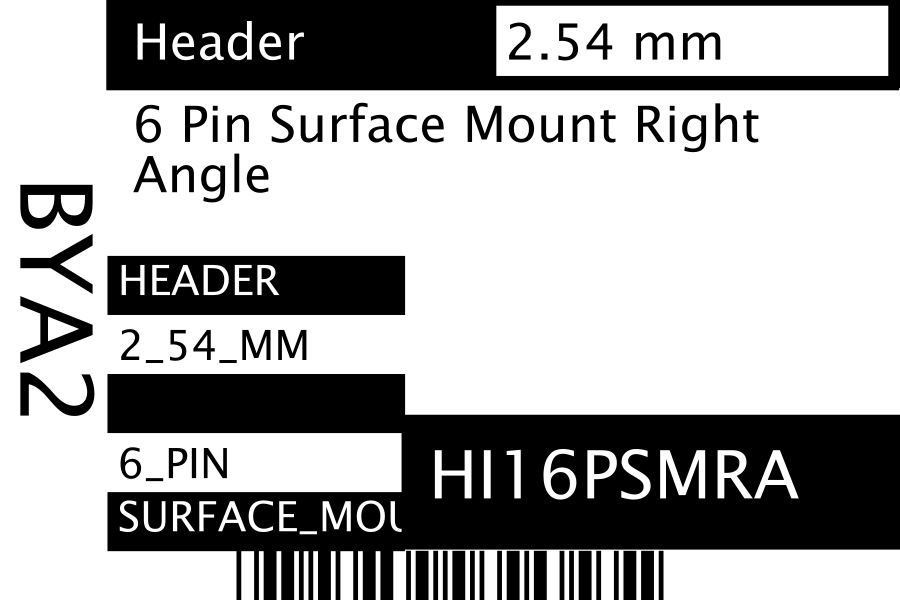 Header
2.54 mm
6 Pin Surface Mount Right
Angle
BYA2
HEADER
2_54_MM
6_PIN
SURFACE_MOU
HI16PSMRA